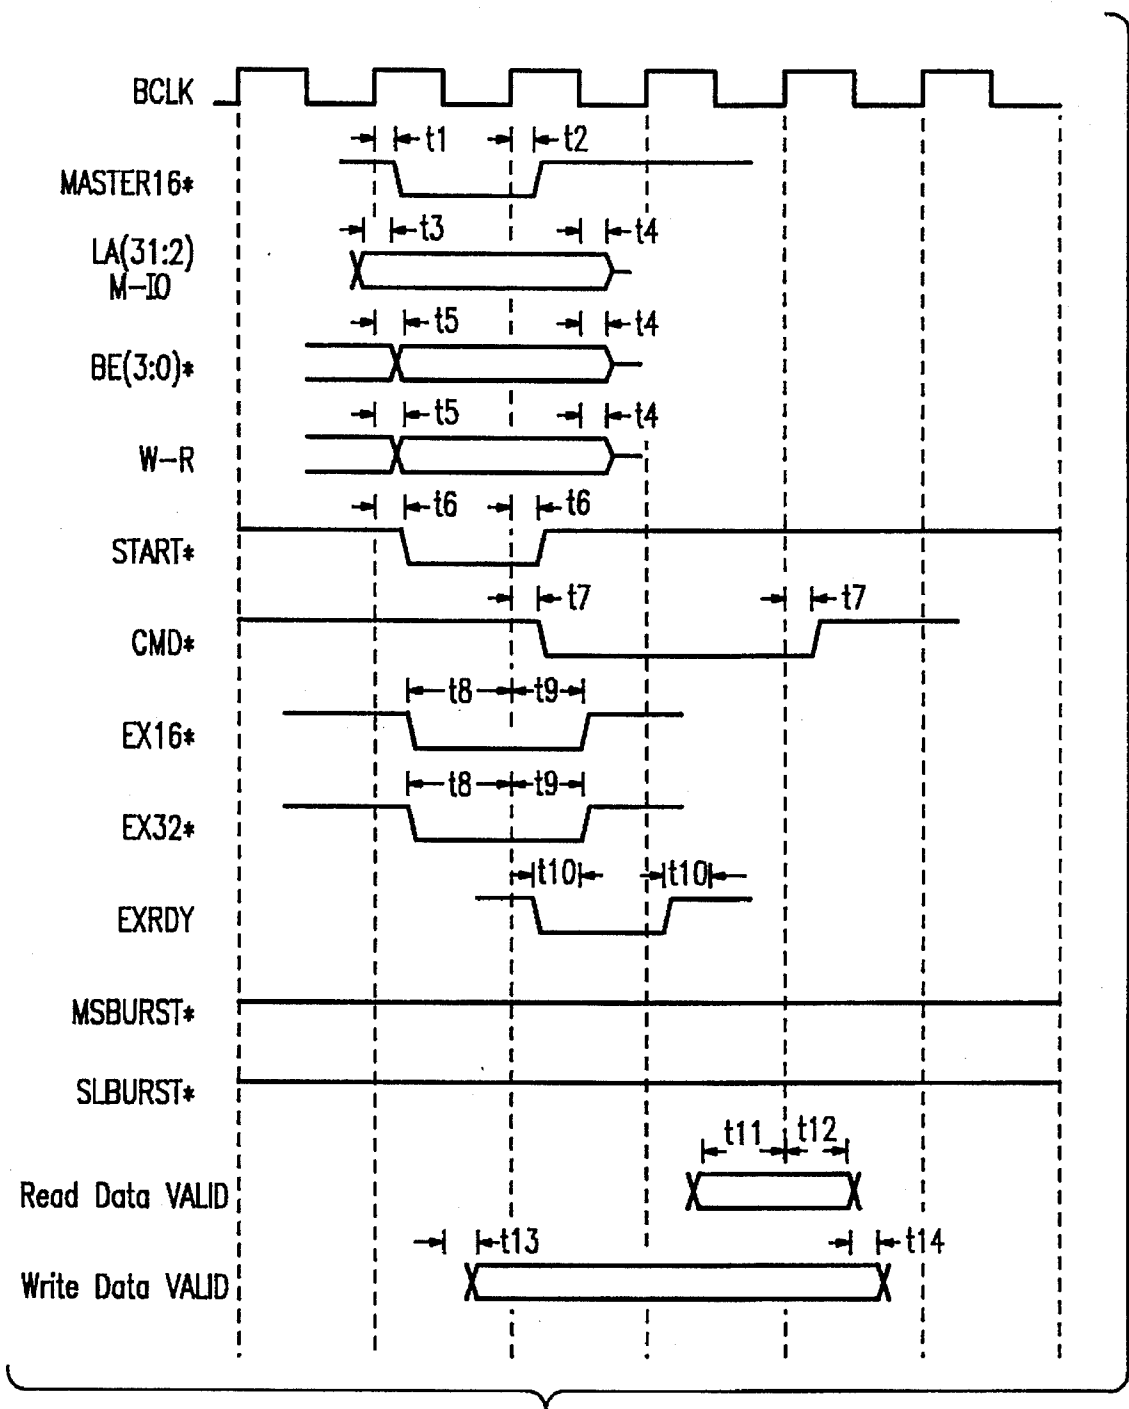 BCLK
t1 t2
MASTER16*
t3 t4
LA(31:2)
M-IO
t5 t4
BE(3:0)*
t5 t4
W-R
t6 t6
START*
t7 t7
CMD*
t8 t9
EX16*
t8 t9
EX32*
t10 t10
EXRDY
MSBURST*
SLBURST*
t11 t12
Read Data VALID
t13 t14
Write Data VALID